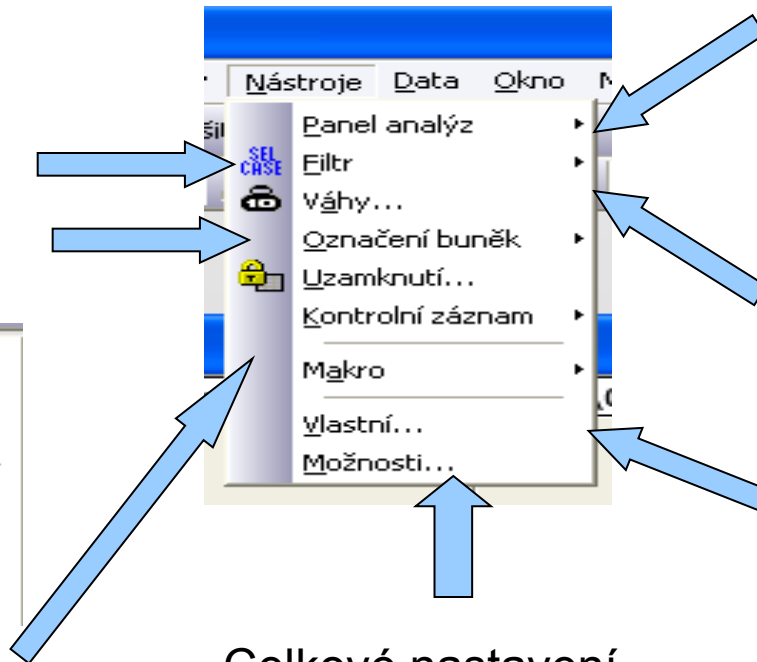 Nástroje Data Okno
Panel analýz
SEL
CASE Filtr
Váhy...
Označení buněk
Uzamknutí...
Kontrolní záznam
Makro
Vlastní...
Možnosti...
Celkové nastavení